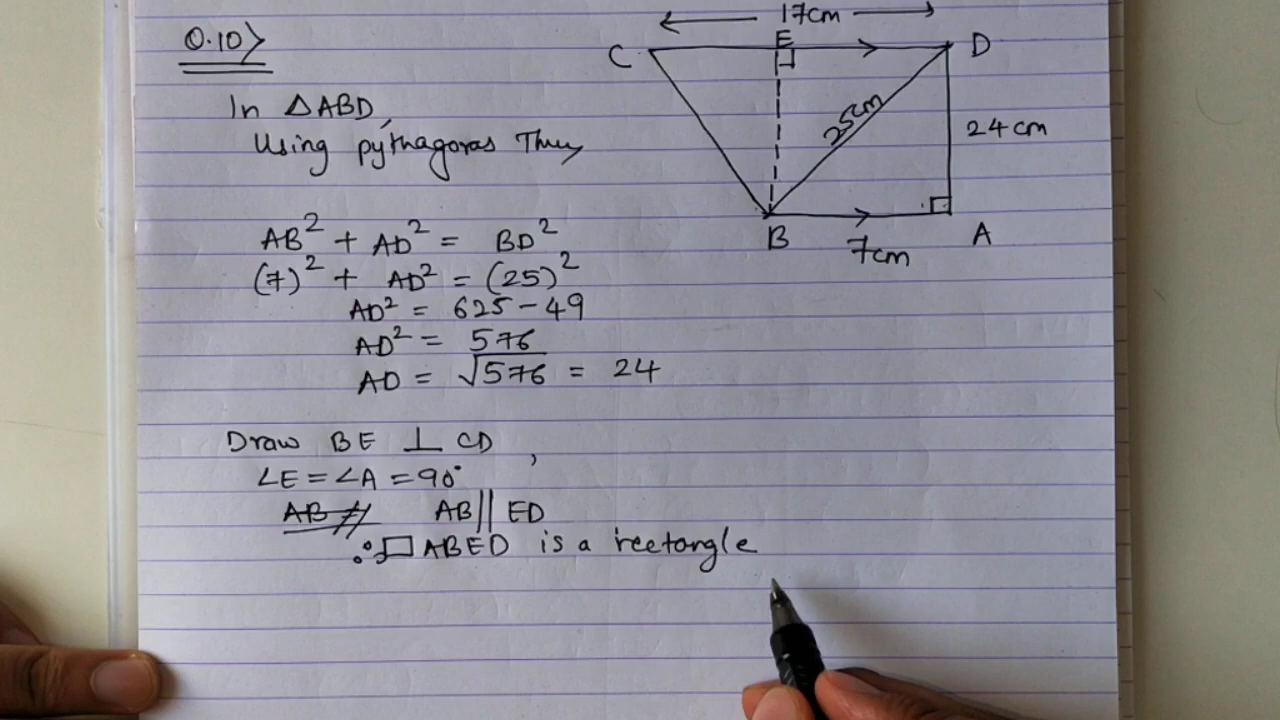 Q.10>
In △ABD,
Using pythagoras Thm,
AB² + AD² = BD²
(7)² + AD² = (25)²
AD² = 625 - 49
AD² = 576
AD = √576 = 24
Draw BE ⊥ CD,
∠E = ∠A = 90°
AB // AB || ED
∴ □ABED is a rectangle
17cm
C E D
25cm
24cm
B A
7cm